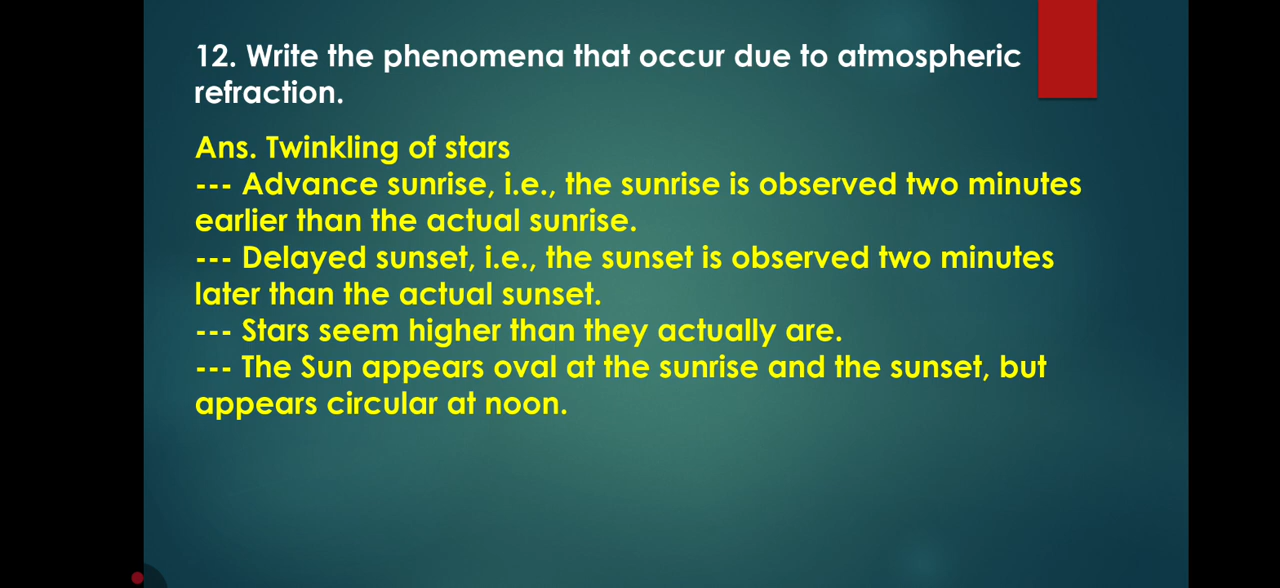 12. Write the phenomena that occur due to atmospheric
refraction.
Ans. Twinkling of stars
--- Advance sunrise, i.e., the sunrise is observed two minutes
earlier than the actual sunrise.
--- Delayed sunset, i.e., the sunset is observed two minutes
later than the actual sunset.
--- Stars seem higher than they actually are.
--- The Sun appears oval at the sunrise and the sunset, but
appears circular at noon.